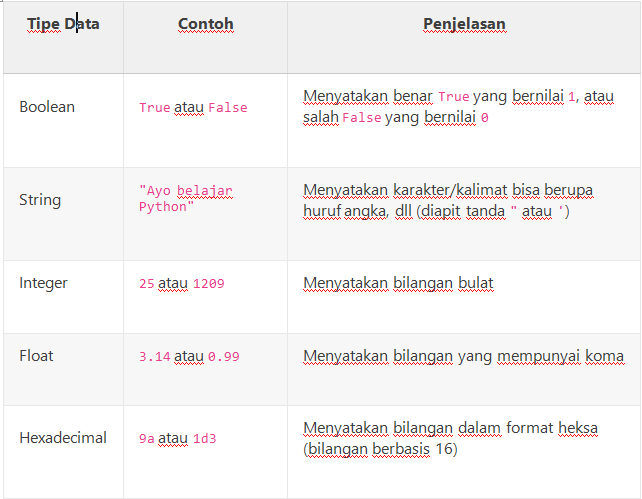 Tipe Data Contoh Penjelasan
Boolean True atau False Menyatakan benar True yang bernilai 1, atau
salah False yang bernilai 0
String "Ayo belajar
Python" Menyatakan karakter/kalimat bisa berupa
huruf angka, dll (diapit tanda " atau ')
Integer 25 atau 1209 Menyatakan bilangan bulat
Float 3.14 atau 0.99 Menyatakan bilangan yang mempunyai koma
Hexadecimal 9a atau 1d3 Menyatakan bilangan dalam format heksa
(bilangan berbasis 16)